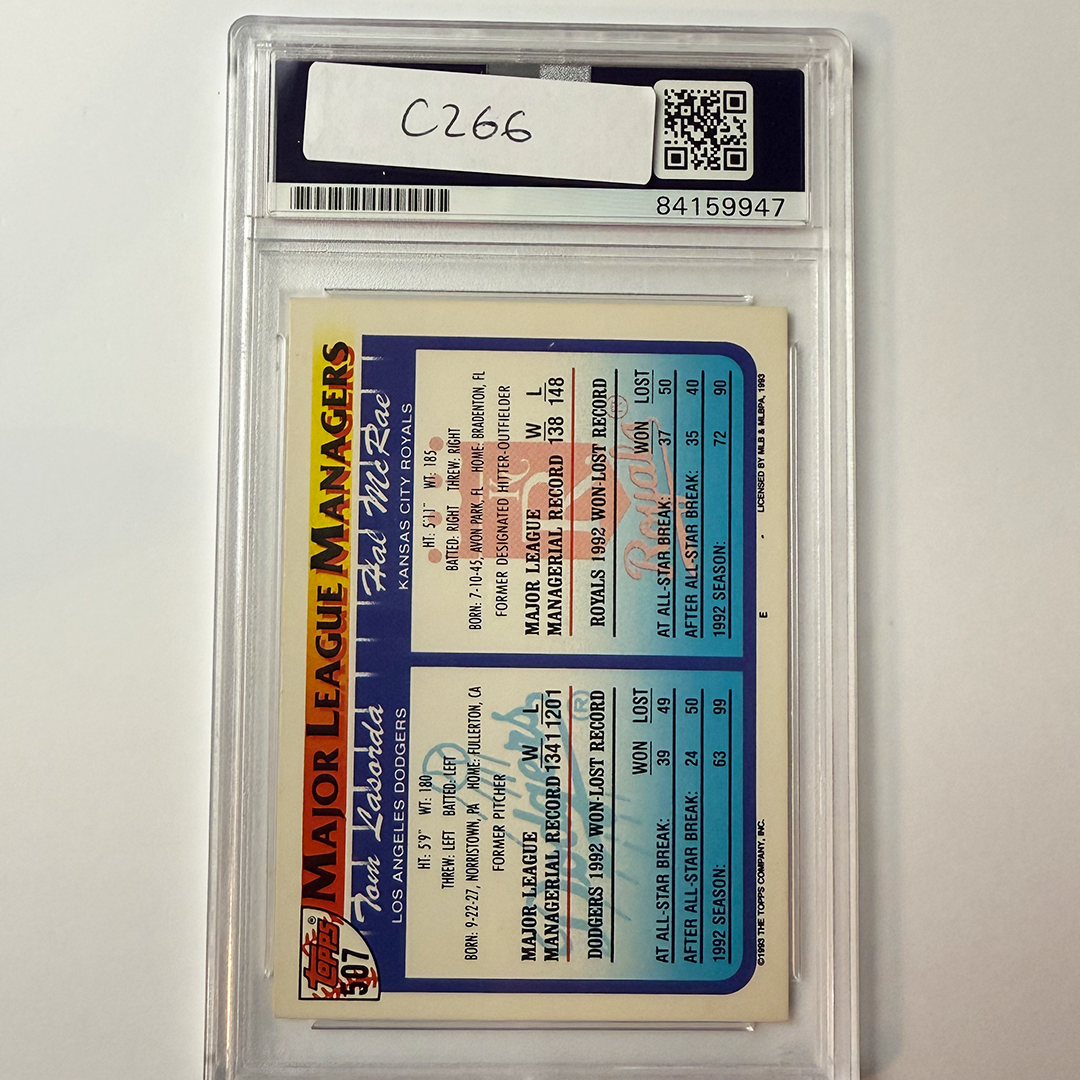 C266
84159947
TOPPS®
507
MAJOR LEAGUE MANAGERS
Tom Lasorda
LOS ANGELES DODGERS
HT: 5'9" WT: 180
THREW: LEFT BATTED: LEFT
BORN: 9-22-27, NORRISTOWN, PA HOME: FULLERTON, CA
FORMER PITCHER
MAJOR LEAGUE W L
MANAGERIAL RECORD 1341 1201
DODGERS 1992 WON-LOST RECORD
WON LOST
AT ALL-STAR BREAK: 39 49
AFTER ALL-STAR BREAK: 24 50
1992 SEASON: 63 99
Dodgers®
Hal McRae
KANSAS CITY ROYALS
HT: 5'11" WT: 185
BATTED: RIGHT THREW: RIGHT
BORN: 7-10-45, AVON PARK, FL HOME: BRADENTON, FL
FORMER DESIGNATED HITTER-OUTFIELDER
MAJOR LEAGUE W L
MANAGERIAL RECORD 138 148
ROYALS 1992 WON-LOST RECORD
WON LOST
AT ALL-STAR BREAK: 37 50
AFTER ALL-STAR BREAK: 35 40
1992 SEASON: 72 90
Royals®
©1993 THE TOPPS COMPANY, INC.
E
LICENSED BY MLB & MLBPA, 1993